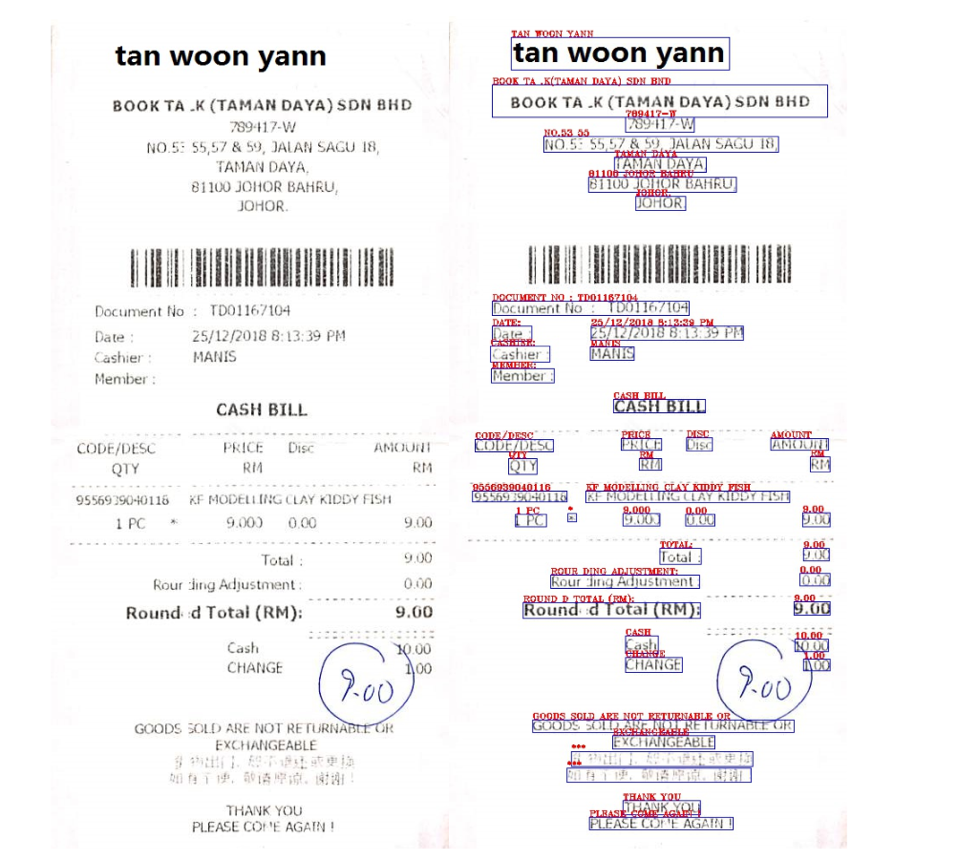 tan woon yann
BOOK TA .K (TAMAN DAYA) SDN BHD
789417-W
NO.5: 55,57 & 59, JALAN SAGU 18,
TAMAN DAYA,
81100 JOHOR BAHRU,
JOHOR.
Document No : TD01167104
Date : 25/12/2018 8:13:39 PM
Cashier : MANIS
Member :
CASH BILL
CODE/DESC PRICE Disc AMOUNT
QTY RM RM
9556939040116 KF MODELLING CLAY KIDDY FISH
1 PC * 9.000 0.00 9.00
Total : 9.00
Rour ding Adjustment : 0.00
Round d Total (RM): 9.00
Cash 10.00
CHANGE 1.00
9.00
GOODS SOLD ARE NOT RETURNABLE OR
EXCHANGEABLE
THANK YOU
PLEASE COME AGAIN !
TAN WOON YANN
tan woon yann
BOOK TA .K(TAMAN DAYA) SDN BND
BOOK TA .K (TAMAN DAYA) SDN BHD
789417-W
789417-W
NO.53 55
NO.5: 55,57 & 59, JALAN SAGU 18,
TAMAN DAYA
TAMAN DAYA,
81100 JOHOR BAHRU
81100 JOHOR BAHRU,
JOHOR.
JOHOR.
DOCUMENT NO : TD01167104
Document No : TD01167104
DATE: 25/12/2018 8:13:39 PM
Date : 25/12/2018 8:13:39 PM
CASHIER: MANIS
Cashier : MANIS
MEMBER:
Member :
CASH BILL
CASH BILL
CODE/DESC PRICE DISC AMOUNT
CODE/DESC PRICE Disc AMOUNT
QTY RM RM
QTY RM RM
9556939040116 KF MODELLING CLAY KIDDY FISH
9556939040116 KF MODELLING CLAY KIDDY FISH
1 PC * 9.000 0.00 9.00
1 PC * 9.000 0.00 9.00
TOTAL: 9.00
Total : 9.00
ROUR DING ADJUSTMENT: 0.00
Rour ding Adjustment : 0.00
ROUND D TOTAL (RM): 9.00
Round d Total (RM): 9.00
CASH 10.00
Cash 10.00
CHANGE 1.00
CHANGE 1.00
9.00
GOODS SOLD ARE NOT RETURNABLE OR
GOODS SOLD ARE NOT RETURNABLE OR
EXCHANGEABLE
EXCHANGEABLE
***
***
THANK YOU
THANK YOU
PLEASE COME AGAIN !
PLEASE COME AGAIN !